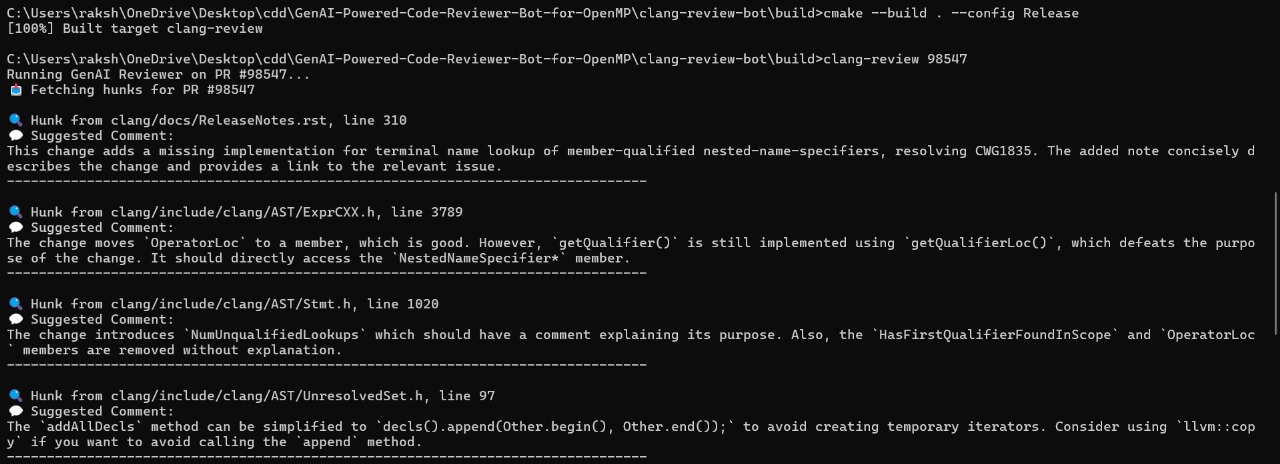 C:\Users\raksh\OneDrive\Desktop\cdd\GenAI-Powered-Code-Reviewer-Bot-for-OpenMP\clang-review-bot\build>cmake --build . --config Release
[100%] Built target clang-review
C:\Users\raksh\OneDrive\Desktop\cdd\GenAI-Powered-Code-Reviewer-Bot-for-OpenMP\clang-review-bot\build>clang-review 98547
Running GenAI Reviewer on PR #98547...
Fetching hunks for PR #98547
Hunk from clang/docs/ReleaseNotes.rst, line 310
Suggested Comment:
This change adds a missing implementation for terminal name lookup of member-qualified nested-name-specifiers, resolving CWG1835. The added note concisely d
escribes the change and provides a link to the relevant issue.
--------------------------------------------------------------------------------
Hunk from clang/include/clang/AST/ExprCXX.h, line 3789
Suggested Comment:
The change moves `OperatorLoc` to a member, which is good. However, `getQualifier()` is still implemented using `getQualifierLoc()`, which defeats the purpo
se of the change. It should directly access the `NestedNameSpecifier*` member.
--------------------------------------------------------------------------------
Hunk from clang/include/clang/AST/Stmt.h, line 1020
Suggested Comment:
The change introduces `NumUnqualifiedLookups` which should have a comment explaining its purpose. Also, the `HasFirstQualifierFoundInScope` and `OperatorLoc
` members are removed without explanation.
--------------------------------------------------------------------------------
Hunk from clang/include/clang/AST/UnresolvedSet.h, line 97
Suggested Comment:
The `addAllDecls` method can be simplified to `decls().append(Other.begin(), Other.end());` to avoid creating temporary iterators. Consider using `llvm::cop
y` if you want to avoid calling the `append` method.
--------------------------------------------------------------------------------